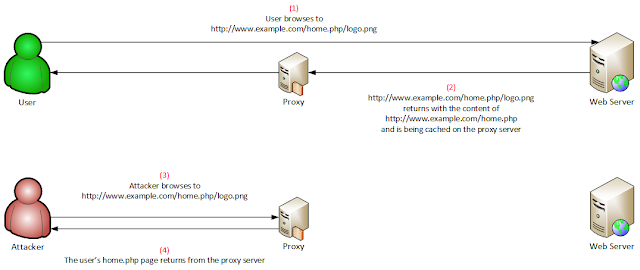 (1)
User browses to
http://www.example.com/home.php/logo.png
User
Proxy
Web Server
(2)
http://www.example.com/home.php/logo.png
returns with the content of
http://www.example.com/home.php
and is being cached on the proxy server
(3)
Attacker browses to
http://www.example.com/home.php/logo.png
Attacker
Proxy
Web Server
(4)
The user's home.php page returns from the proxy server